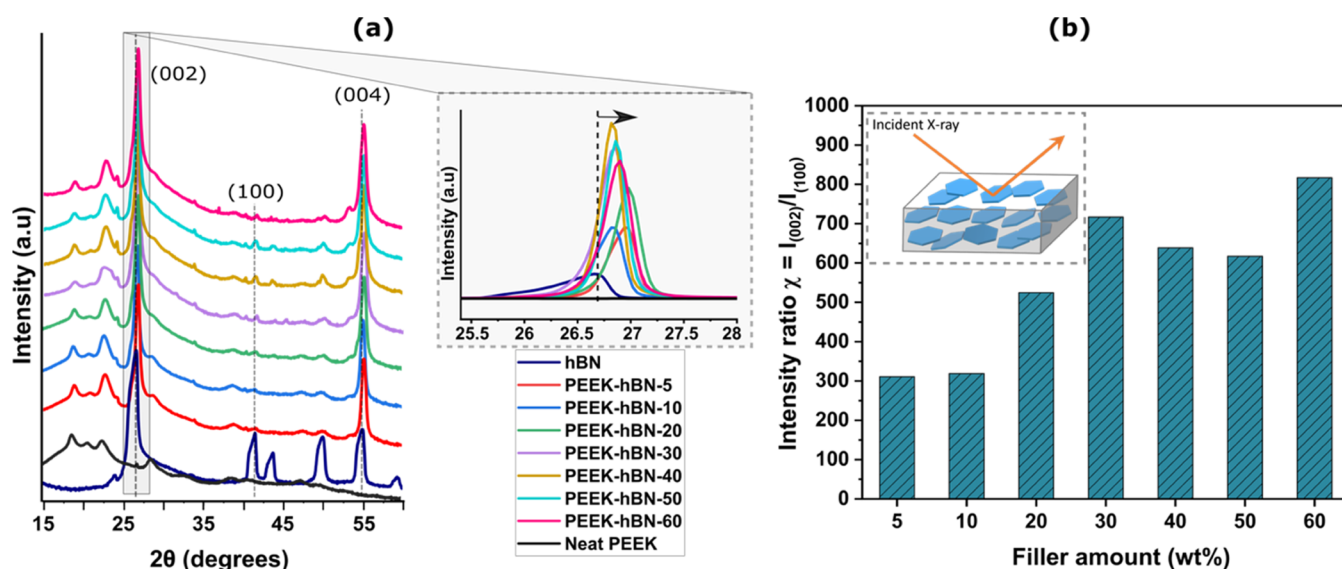 (a)
(002)
(004)
(100)
Intensity (a.u)
15
25
35
45
55
2θ (degrees)
Intensity (a.u)
25.5
26
26.5
27
27.5
28
hBN
PEEK-hBN-5
PEEK-hBN-10
PEEK-hBN-20
PEEK-hBN-30
PEEK-hBN-40
PEEK-hBN-50
PEEK-hBN-60
Neat PEEK
(b)
Intensity ratio χ = I(002)/I(100)
1000
900
800
700
600
500
400
300
200
100
0
Incident X-ray
5
10
20
30
40
50
60
Filler amount (wt%)